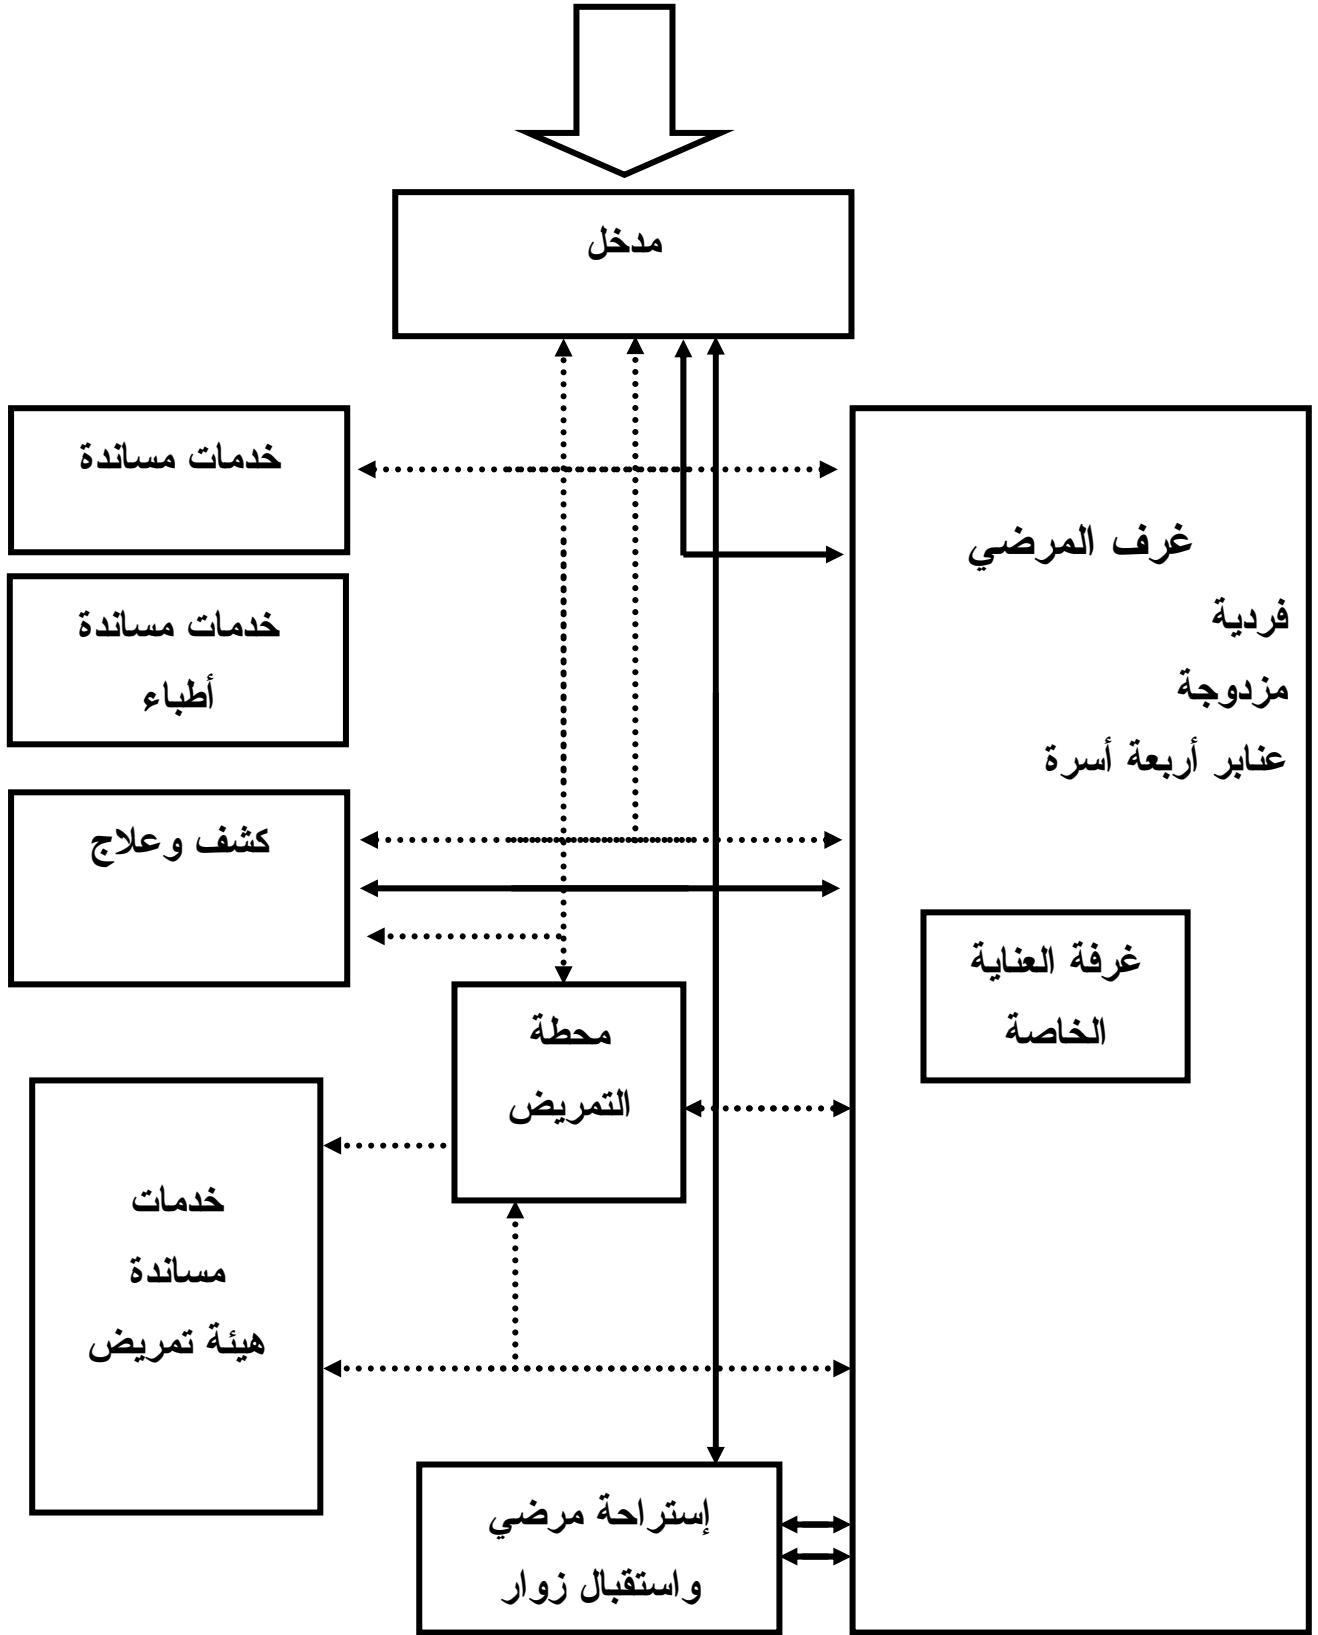 مدخل
خدمات مساندة
غرف المرضي
فردية
مزدوجة
عنابر أربعة أسرة
خدمات مساندة
أطباء
كشف وعلاج
غرفة العناية
الخاصة
محطة
التمريض
خدمات
مساندة
هيئة تمريض
إستراحة مرضي
واستقبال زوار